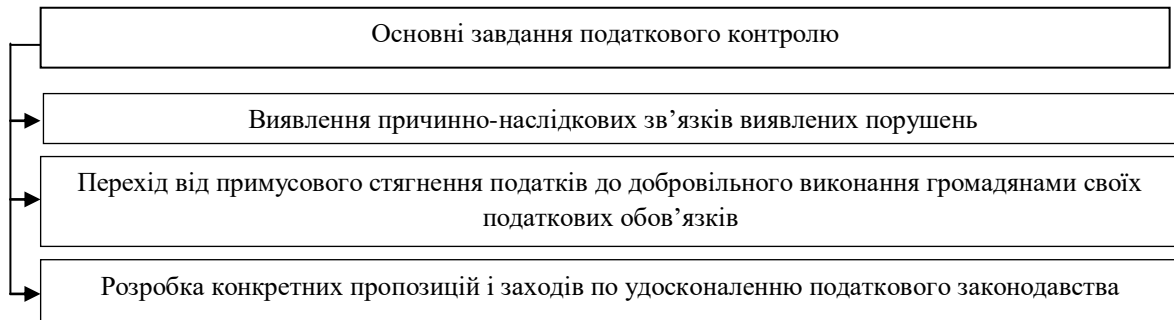 Основні завдання податкового контролю
Виявлення причинно-наслідкових зв’язків виявлених порушень
Перехід від примусового стягнення податків до добровільного виконання громадянами своїх
податкових обов’язків
Розробка конкретних пропозицій і заходів по удосконаленню податкового законодавства